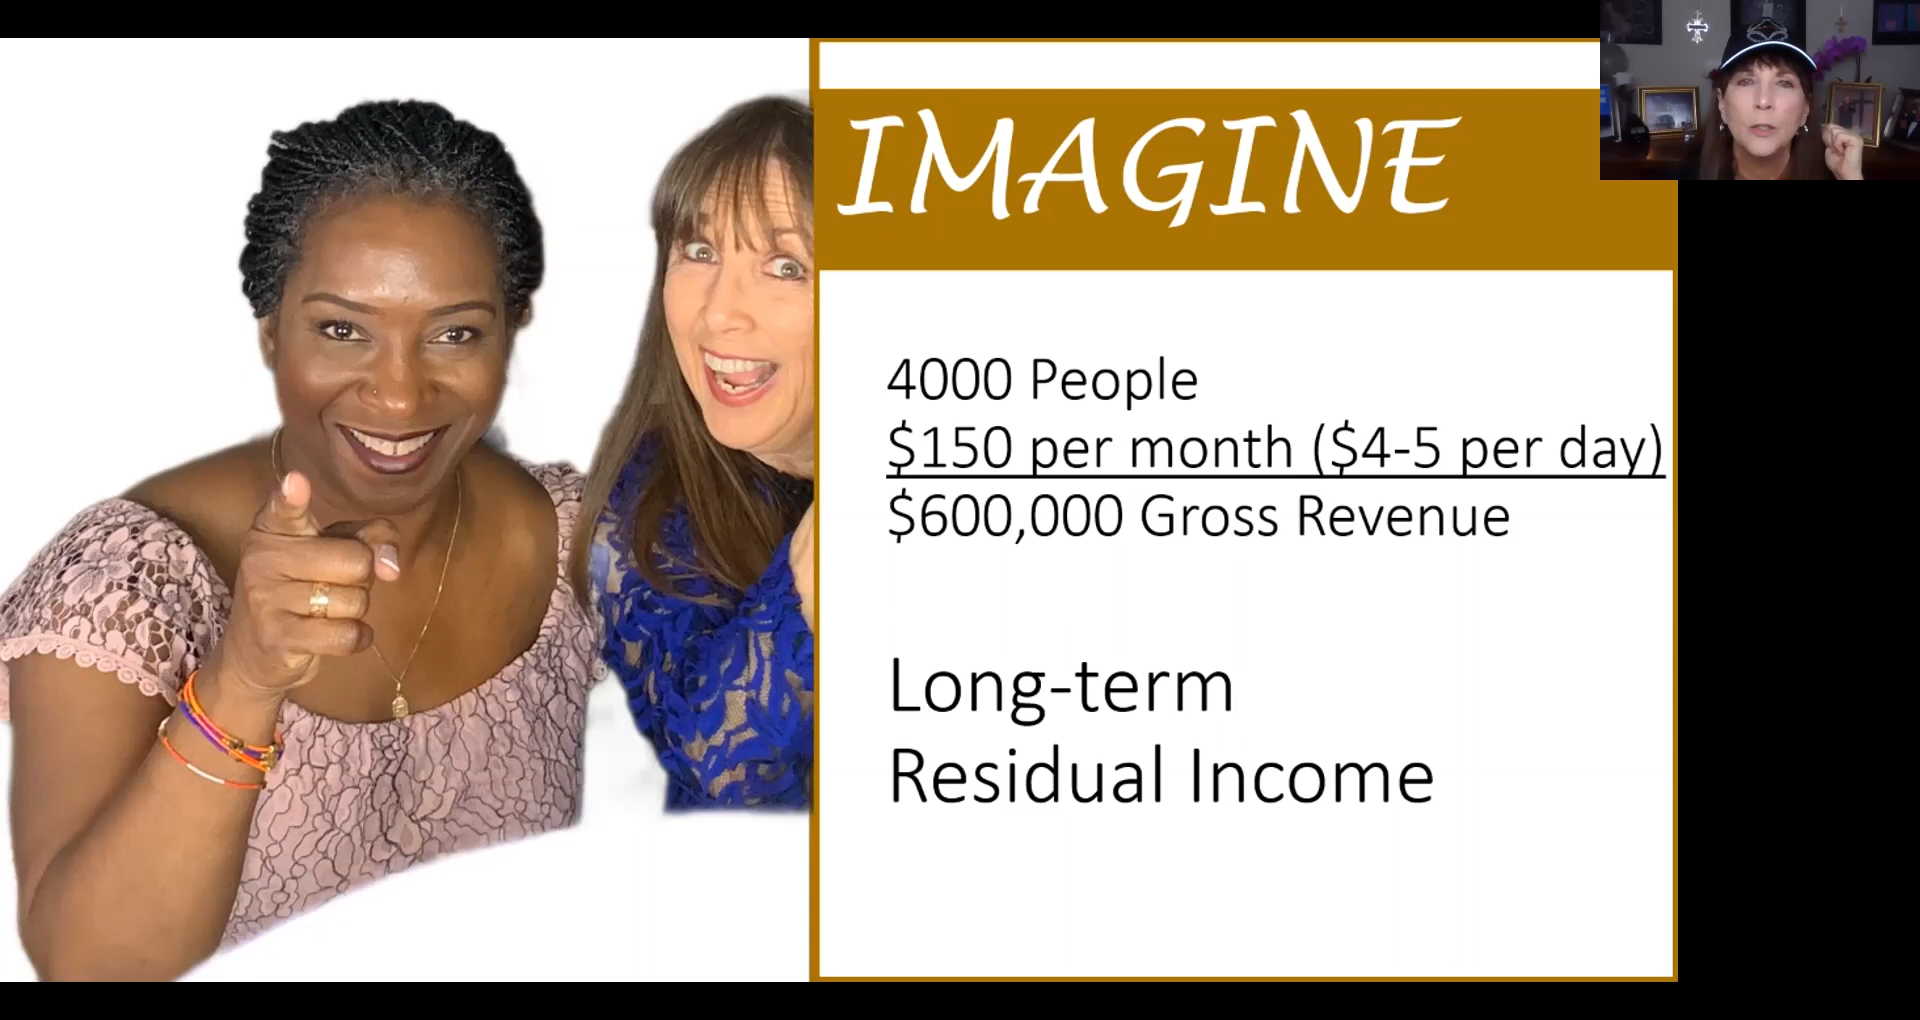 IMAGINE
4000 People
$150 per month ($4-5 per day)
$600,000 Gross Revenue
Long-term
Residual Income